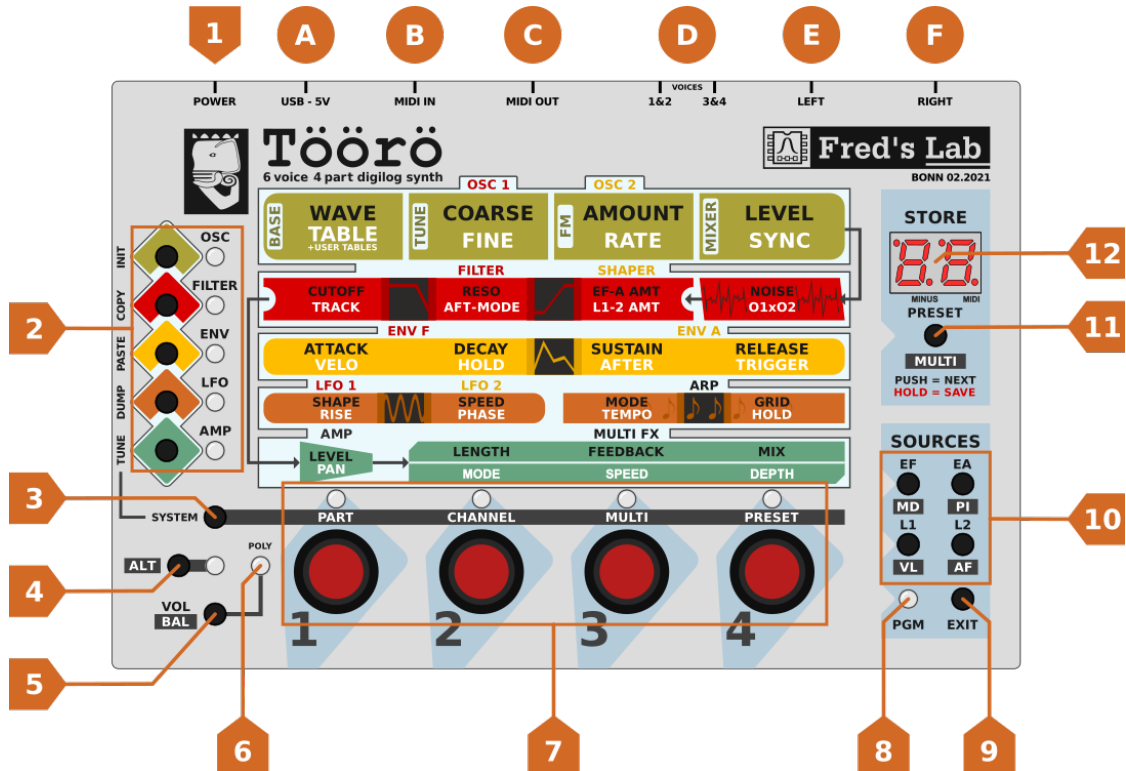 1 A B C D E F
POWER USB - 5V MIDI IN MIDI OUT 1&2 VOICES 3&4 LEFT RIGHT
Töörö
6 voice 4 part digilog synth
Fred's Lab
BONN 02.2021
OSC 1 OSC 2
BASE WAVE TUNE COARSE FM AMOUNT MIXER LEVEL
TABLE FINE RATE SYNC
+USER TABLES
FILTER SHAPER
CUTOFF RESO EF-A AMT NOISE
TRACK AFT-MODE L1-2 AMT O1xO2
ENV F ENV A
ATTACK DECAY SUSTAIN RELEASE
VELO HOLD AFTER TRIGGER
LFO 1 LFO 2 ARP
SHAPE SPEED MODE GRID
RISE PHASE TEMPO HOLD
AMP MULTI FX
LEVEL LENGTH FEEDBACK MIX
PAN MODE SPEED DEPTH
INIT OSC
COPY FILTER
2
PASTE ENV
DUMP LFO
TUNE AMP
3
SYSTEM PART CHANNEL MULTI PRESET
4
ALT POLY
VOL
BAL
5
1 2 3 4
6 7 8 9
STORE
8.8.
12
MINUS MIDI
PRESET
11
MULTI
PUSH = NEXT
HOLD = SAVE
SOURCES
EF EA
MD PI
10
L1 L2
VL AF
PGM EXIT